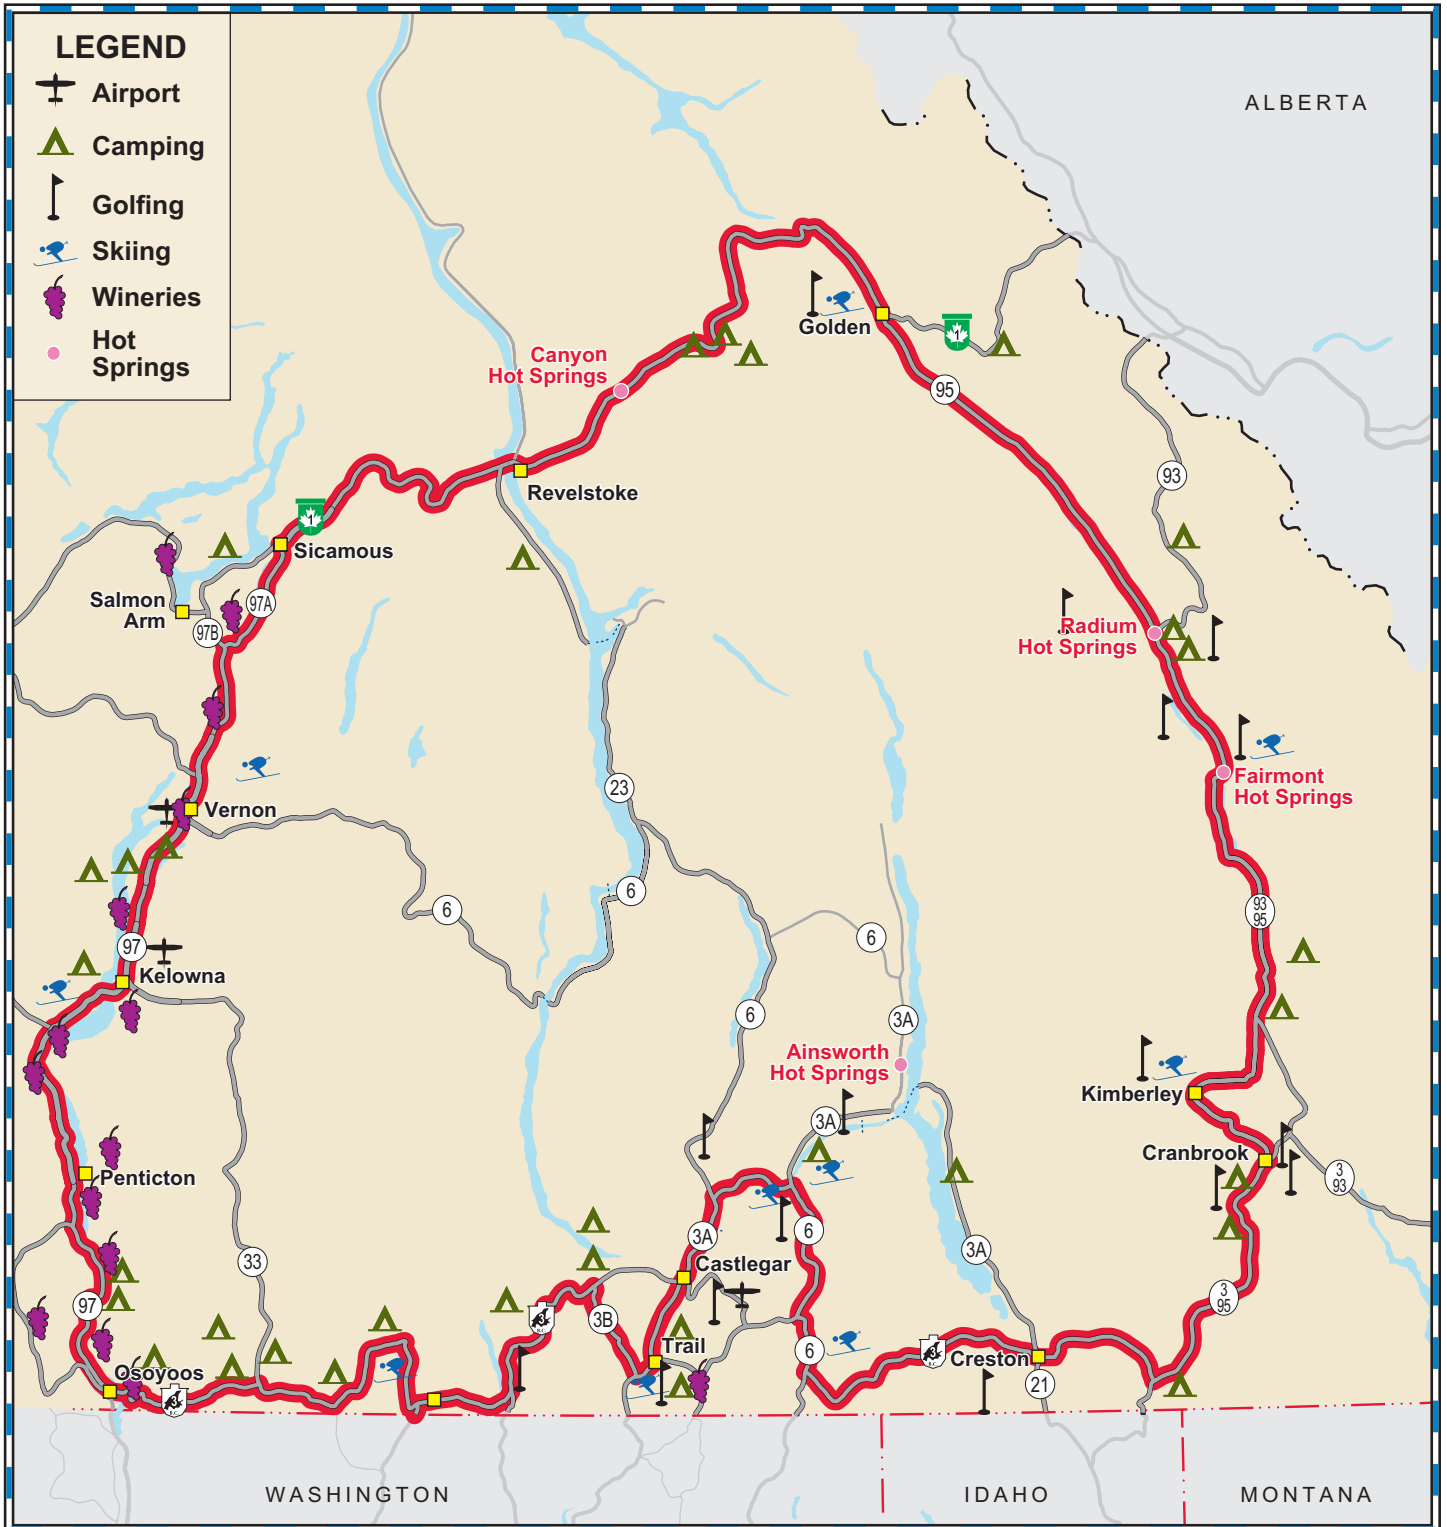 LEGEND
Airport
Camping
Golfing
Skiing
Wineries
Hot
Springs
ALBERTA
Golden
1
Canyon
Hot Springs
95
93
Revelstoke
1
Sicamous
Salmon
Arm
97A
97B
Radium
Hot Springs
Fairmont
Hot Springs
23
Vernon
6
6
93
95
6
97
Kelowna
6
3A
Ainsworth
Hot Springs
Kimberley
3A
Cranbrook
3
93
Penticton
3A
6
3A
33
Castlegar
97
3
B.C.
3B
3
95
Trail
6
3
B.C.
Creston
Osoyoos
21
3
B.C.
WASHINGTON
IDAHO
MONTANA